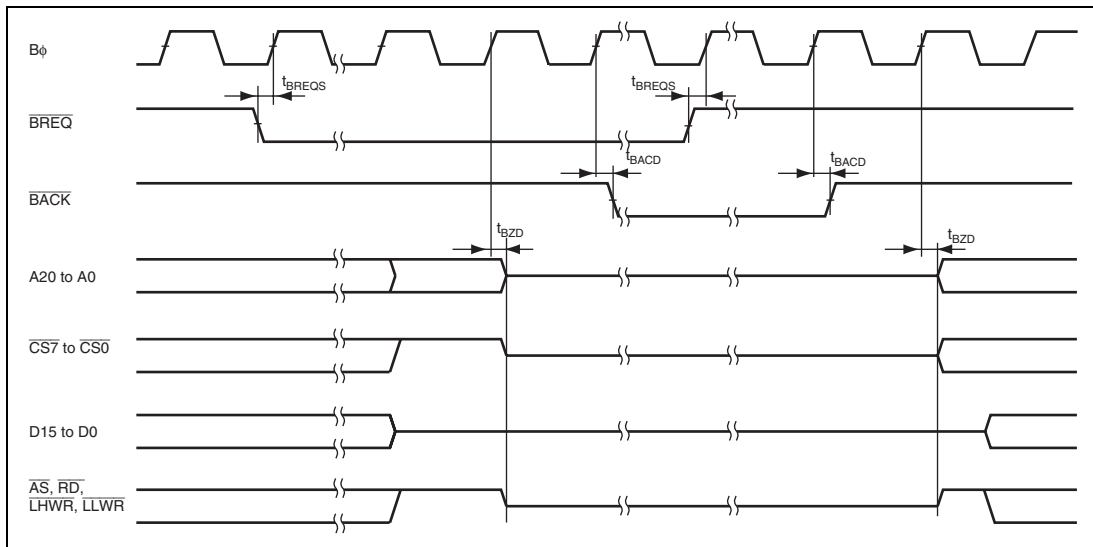 Bϕ
tBREQS
tBREQS
BREQ
tBACD
tBACD
BACK
tBZD
tBZD
A20 to A0
CS7 to CS0
D15 to D0
AS, RD,
LHWR, LLWR